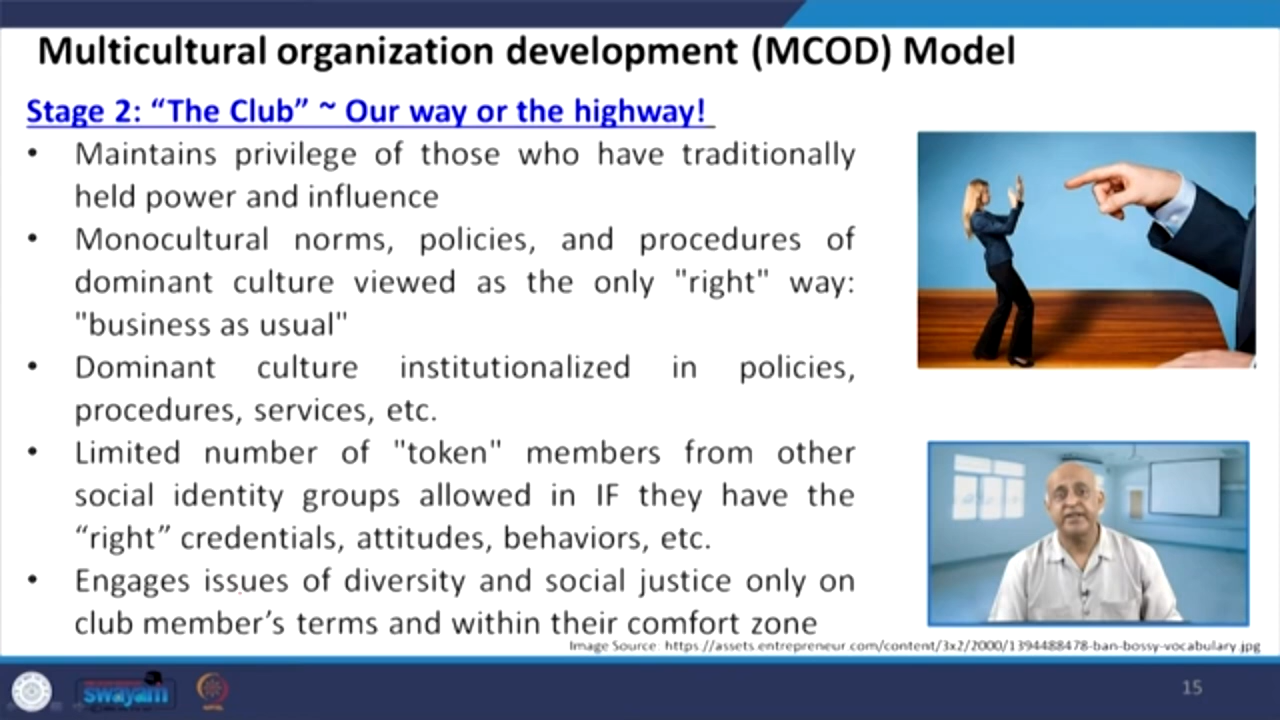 Multicultural organization development (MCOD) Model
Stage 2: “The Club” ~ Our way or the highway!
• Maintains privilege of those who have traditionally
held power and influence
• Monocultural norms, policies, and procedures of
dominant culture viewed as the only "right" way:
"business as usual"
• Dominant culture institutionalized in policies,
procedures, services, etc.
• Limited number of "token" members from other
social identity groups allowed in IF they have the
“right” credentials, attitudes, behaviors, etc.
• Engages issues of diversity and social justice only on
club member’s terms and within their comfort zone
Image Source: https://assets.entrepreneur.com/content/3x2/2000/1394488478-ban-bossy-vocabulary.jpg
swayam
15